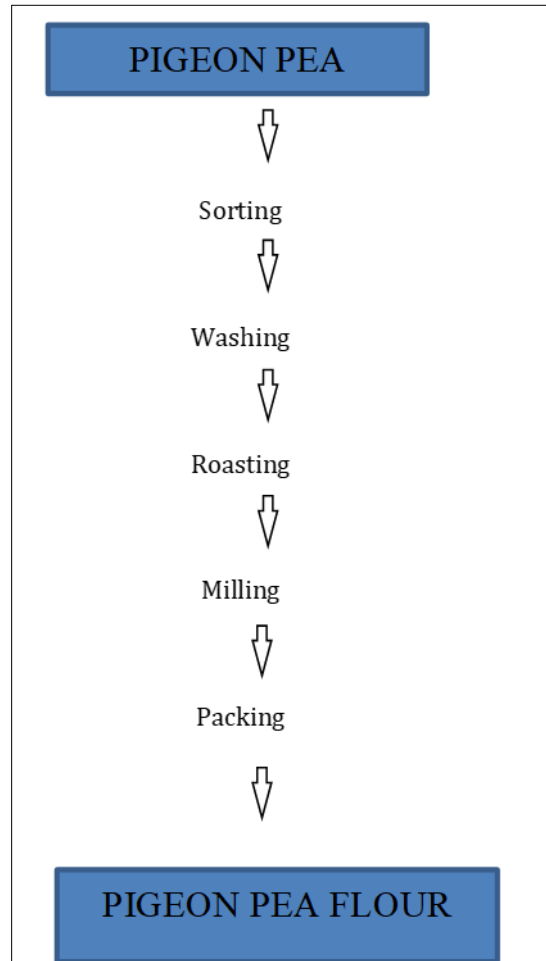 PIGEON PEA
Sorting
Washing
Roasting
Milling
Packing
PIGEON PEA FLOUR